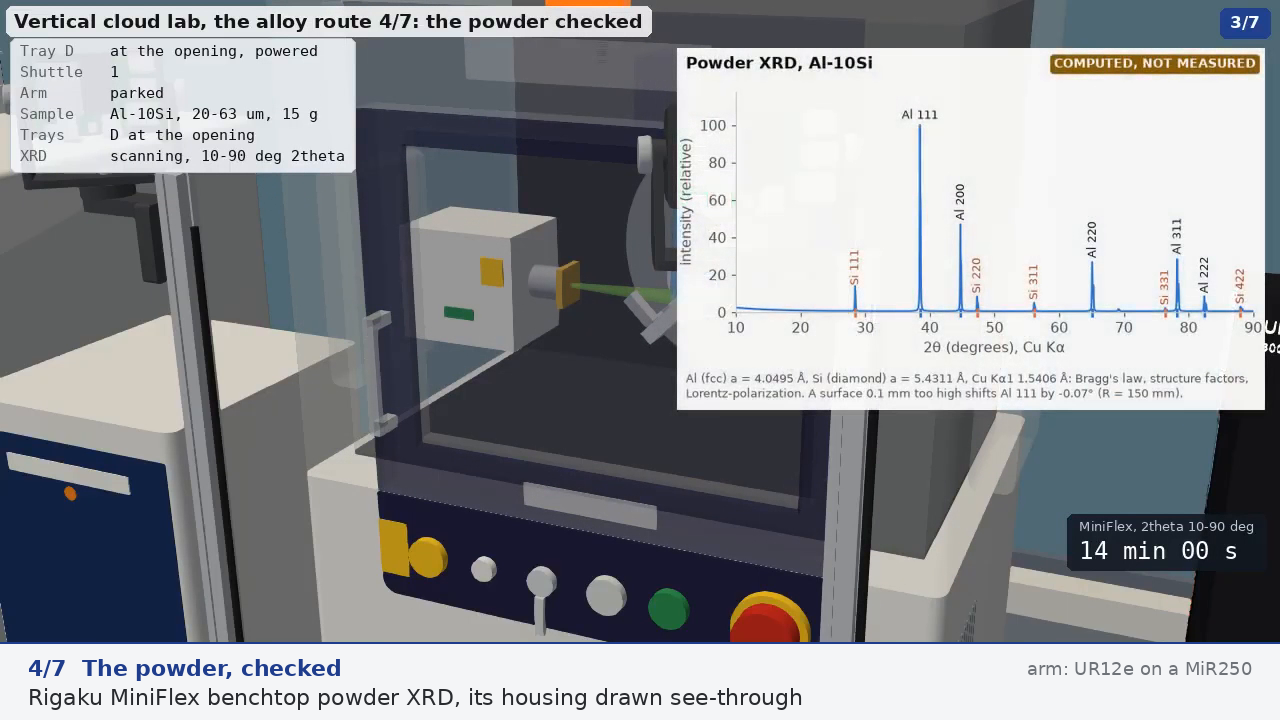 Vertical cloud lab, the alloy route 4/7: the powder checked
3/7
Tray D at the opening, powered
Shuttle 1
Arm parked
Sample Al-10Si, 20-63 um, 15 g
Trays D at the opening
XRD scanning, 10-90 deg 2theta
Powder XRD, Al-10Si
COMPUTED, NOT MEASURED
intensity (relative)
100
80
60
40
20
0
Si 111
Al 111
Al 200
Si 220
Si 311
Al 220
Si 331
Al 311
Al 222
Si 422
10 20 30 40 50 60 70 80 90
2θ (degrees), Cu Kα
Al (fcc) a = 4.0495 Å, Si (diamond) a = 5.4311 Å, Cu Kα1 1.5406 Å: Bragg's law, structure factors,
Lorentz-polarization. A surface 0.1 mm too high shifts Al 111 by -0.07° (R = 150 mm).
MiniFlex, 2theta 10-90 deg
14 min 00 s
4/7 The powder, checked
arm: UR12e on a MiR250
Rigaku MiniFlex benchtop powder XRD, its housing drawn see-through